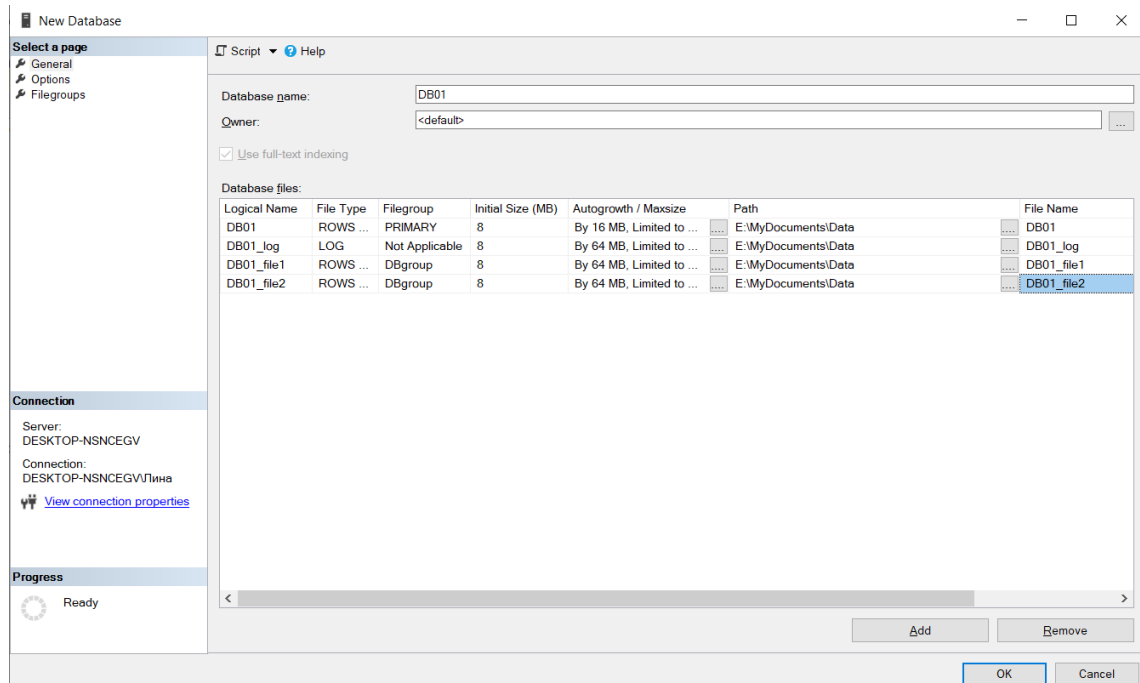 New Database
Select a page
General
Options
Filegroups
Script Help
Database name: DB01
Owner: <default> ...
Use full-text indexing
Database files:
Logical Name File Type Filegroup Initial Size (MB) Autogrowth / Maxsize Path File Name
DB01 ROWS ... PRIMARY 8 By 16 MB, Limited to ... .... E:\MyDocuments\Data .... DB01
DB01_log LOG Not Applicable 8 By 64 MB, Limited to ... .... E:\MyDocuments\Data .... DB01_log
DB01_file1 ROWS ... DBgroup 8 By 64 MB, Limited to ... .... E:\MyDocuments\Data .... DB01_file1
DB01_file2 ROWS ... DBgroup 8 By 64 MB, Limited to ... .... E:\MyDocuments\Data .... DB01_file2
Connection
Server:
DESKTOP-NSNCEGV
Connection:
DESKTOP-NSNCEGV\Лина
View connection properties
Progress
Ready
Add Remove
OK Cancel